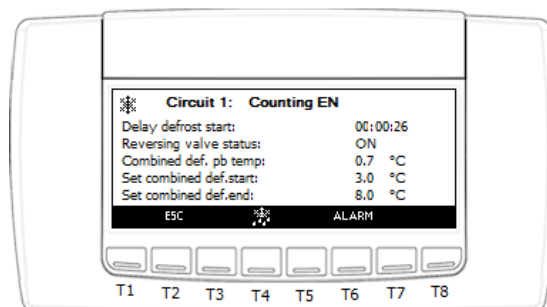 Circuit 1: Counting EN
Delay defrost start: 00:00:26
Reversing valve status: ON
Combined def. pb temp: 0.7 °C
Set combined def.start: 3.0 °C
Set combined def.end: 8.0 °C
ESC ALARM
T1 T2 T3 T4 T5 T6 T7 T8